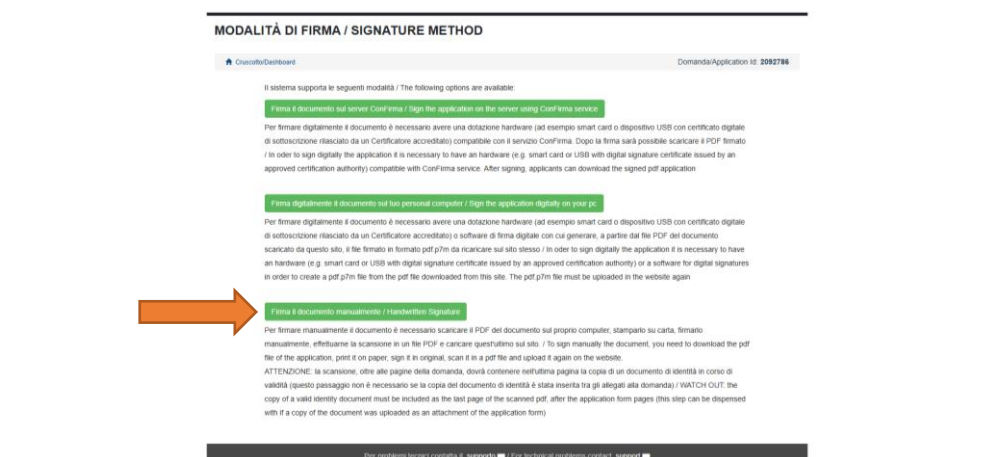 MODALITÀ DI FIRMA / SIGNATURE METHOD
Cruscotto/Dashboard
Domanda/Application Id: 2092786
Il sistema supporta le seguenti modalità / The following options are available:
Firma il documento sul server ConFirma / Sign the application on the server using ConFirma service
Per firmare digitalmente il documento è necessario avere una dotazione hardware (ad esempio smart card o dispositivo USB con certificato digitale
di sottoscrizione rilasciato da un Certificatore accreditato) compatibile con il servizio ConFirma. Dopo la firma sarà possibile scaricare il PDF firmato
/ In oder to sign digitally the application it is necessary to have an hardware (e.g. smart card or USB with digital signature certificate issued by an
approved certification authority) compatible with ConFirma service. After signing, applicants can download the signed pdf application
Firma digitalmente il documento sul tuo personal computer / Sign the application digitally on your pc
Per firmare digitalmente il documento è necessario avere una dotazione hardware (ad esempio smart card o dispositivo USB con certificato digitale
di sottoscrizione rilasciato da un Certificatore accreditato) o software di firma digitale con cui generare, a partire dal file PDF del documento
scaricato da questo sito, il file firmato in formato pdf.p7m da ricaricare sul sito stesso / In oder to sign digitally the application it is necessary to have
an hardware (e.g. smart card or USB with digital signature certificate issued by an approved certification authority) or a software for digital signatures
in order to create a pdf.p7m file from the pdf file downloaded from this site. The pdf.p7m file must be uploaded in the website again
Firma il documento manualmente / Handwritten Signature
Per firmare manualmente il documento è necessario scaricare il PDF del documento sul proprio computer, stamparlo su carta, firmarlo
manualmente, effettuarne la scansione in un file PDF e caricare quest'ultimo sul sito. / To sign manually the document, you need to download the pdf
file of the application, print it on paper, sign it in original, scan it in a pdf file and upload it again on the website.
ATTENZIONE: la scansione, oltre alle pagine della domanda, dovrà contenere nell'ultima pagina la copia di un documento di identità in corso di
validità (questo passaggio non è necessario se la copia del documento di identità è stata inserita tra gli allegati alla domanda) / WATCH OUT: the
copy of a valid identity document must be included as the last page of the scanned pdf, after the application form pages (this step can be dispensed
with if a copy of the document was uploaded as an attachment of the application form)
Per problemi tecnici contatta il supporto / For technical problems contact support